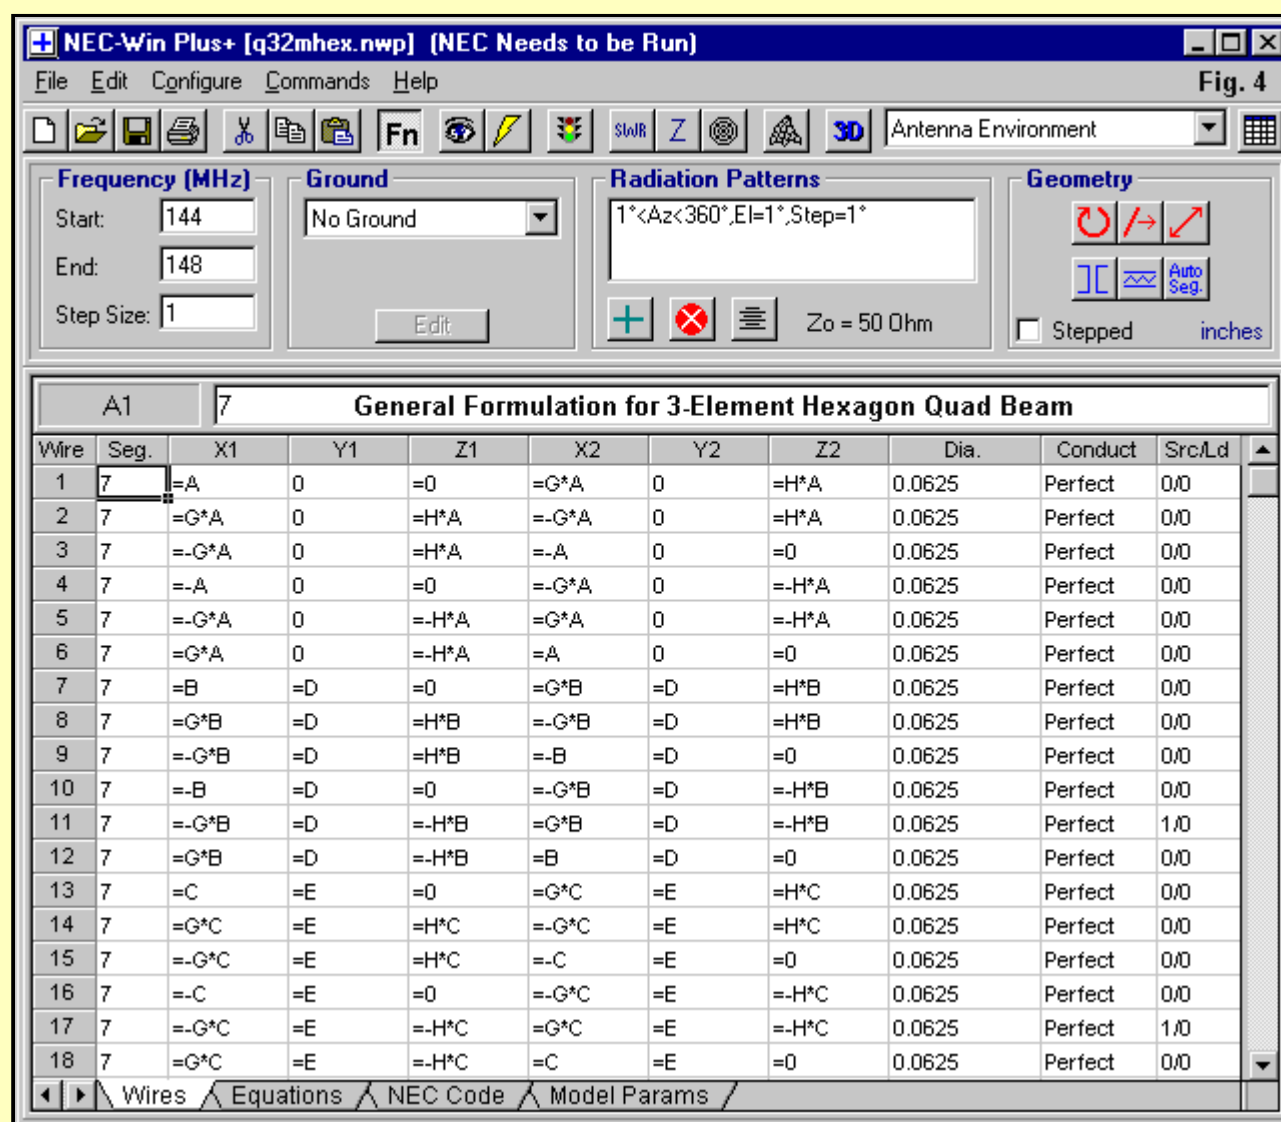 NEC-Win Plus+ [q32mhex.nwp] (NEC Needs to be Run)
File Edit Configure Commands Help Fig. 4
Fn SWR Z 3D Antenna Environment
Frequency (MHz) Ground Radiation Patterns Geometry
Start: 144 No Ground 1°<Az<360°,El=1°,Step=1°
End: 148 Auto Seg.
Step Size: 1 Edit Zo = 50 Ohm Stepped inches
A1 7 General Formulation for 3-Element Hexagon Quad Beam
Wire Seg. X1 Y1 Z1 X2 Y2 Z2 Dia. Conduct Src/Ld
1 7 =A 0 =0 =G*A 0 =H*A 0.0625 Perfect 0/0
2 7 =G*A 0 =H*A =-G*A 0 =H*A 0.0625 Perfect 0/0
3 7 =-G*A 0 =H*A =-A 0 =0 0.0625 Perfect 0/0
4 7 =-A 0 =0 =-G*A 0 =-H*A 0.0625 Perfect 0/0
5 7 =-G*A 0 =-H*A =G*A 0 =-H*A 0.0625 Perfect 0/0
6 7 =G*A 0 =-H*A =A 0 =0 0.0625 Perfect 0/0
7 7 =B =D =0 =G*B =D =H*B 0.0625 Perfect 0/0
8 7 =G*B =D =H*B =-G*B =D =H*B 0.0625 Perfect 0/0
9 7 =-G*B =D =H*B =-B =D =0 0.0625 Perfect 0/0
10 7 =-B =D =0 =-G*B =D =-H*B 0.0625 Perfect 0/0
11 7 =-G*B =D =-H*B =G*B =D =-H*B 0.0625 Perfect 1/0
12 7 =G*B =D =-H*B =B =D =0 0.0625 Perfect 0/0
13 7 =C =E =0 =G*C =E =H*C 0.0625 Perfect 0/0
14 7 =G*C =E =H*C =-G*C =E =H*C 0.0625 Perfect 0/0
15 7 =-G*C =E =H*C =-C =E =0 0.0625 Perfect 0/0
16 7 =-C =E =0 =-G*C =E =-H*C 0.0625 Perfect 0/0
17 7 =-G*C =E =-H*C =G*C =E =-H*C 0.0625 Perfect 1/0
18 7 =G*C =E =-H*C =C =E =0 0.0625 Perfect 0/0
Wires Equations NEC Code Model Params